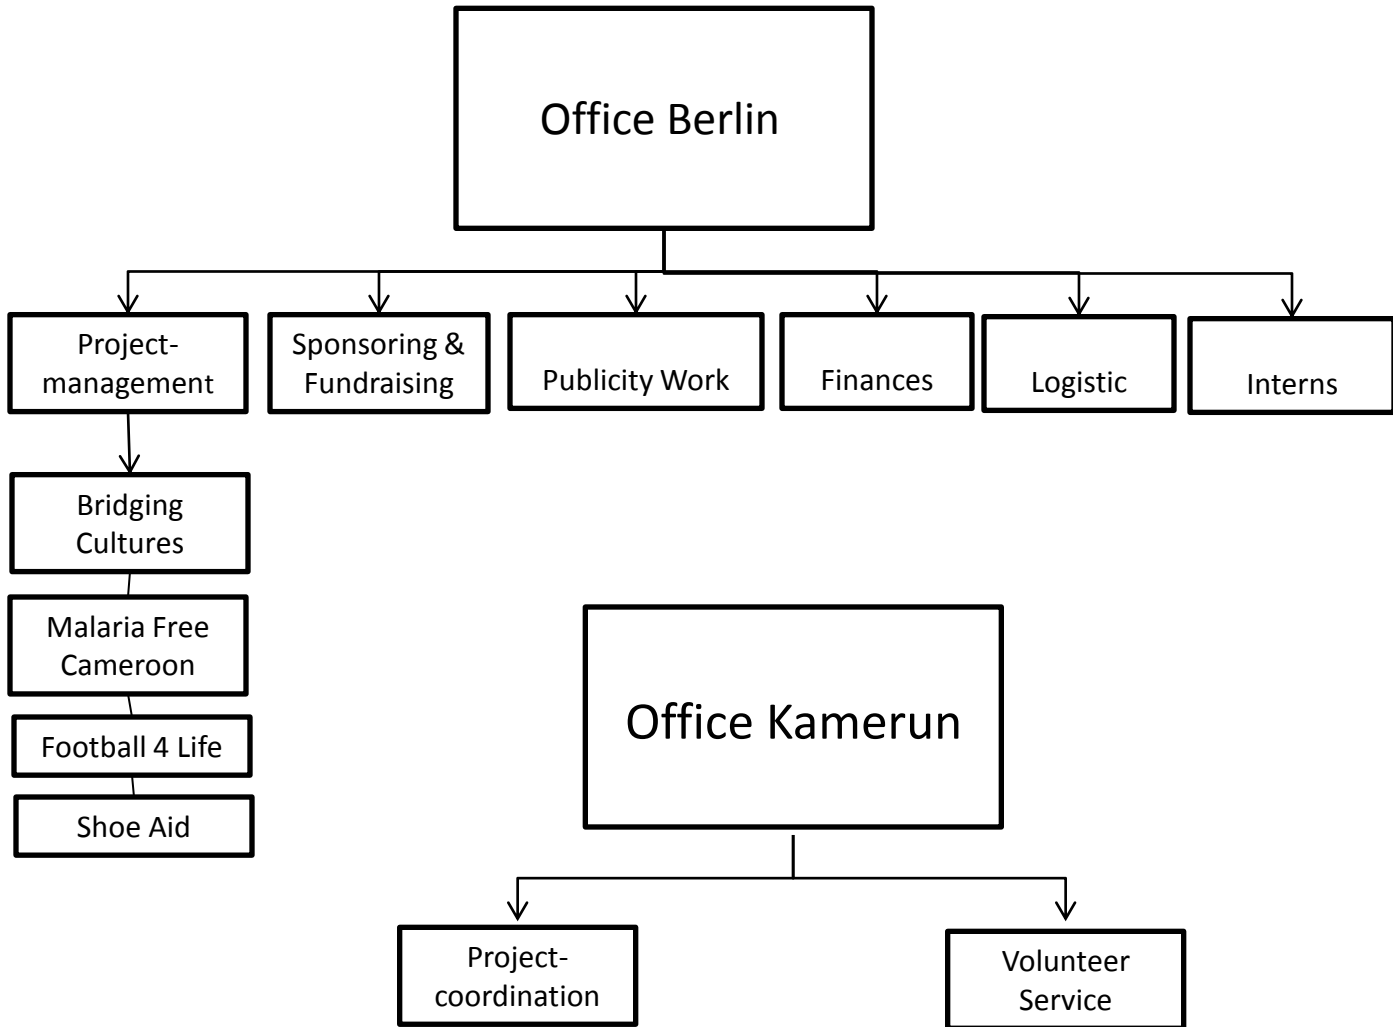 Office Berlin
Project-
management
Sponsoring &
Fundraising
Publicity Work
Finances
Logistic
Interns
Bridging
Cultures
Malaria Free
Cameroon
Football 4 Life
Shoe Aid
Office Kamerun
Project-
coordination
Volunteer
Service